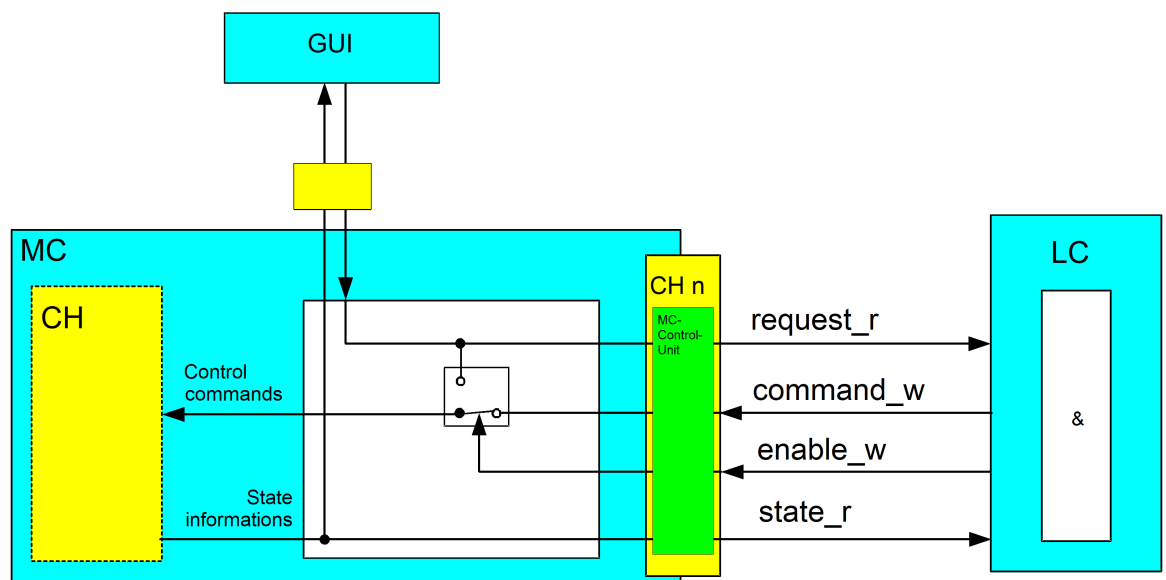 GUI
MC
LC
CH n
CH
MC-
Control-
Unit
request_r
Control
commands
command_w
&
enable_w
State
informations
state_r